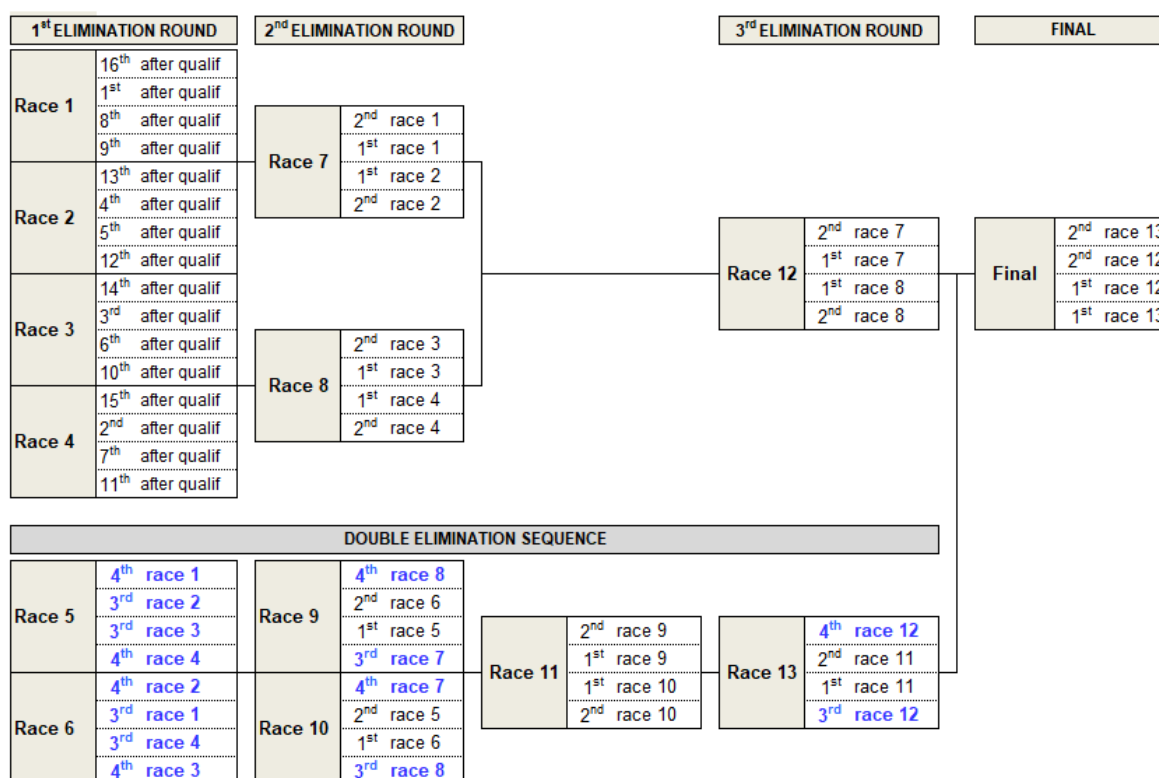 1st ELIMINATION ROUND
2nd ELIMINATION ROUND
3rd ELIMINATION ROUND
FINAL
Race 1
16th after qualif
1st after qualif
8th after qualif
9th after qualif
Race 2
13th after qualif
4th after qualif
5th after qualif
12th after qualif
Race 3
14th after qualif
3rd after qualif
6th after qualif
10th after qualif
Race 4
15th after qualif
2nd after qualif
7th after qualif
11th after qualif
Race 7
2nd race 1
1st race 1
1st race 2
2nd race 2
Race 8
2nd race 3
1st race 3
1st race 4
2nd race 4
Race 12
2nd race 7
1st race 7
1st race 8
2nd race 8
Final
2nd race 13
2nd race 12
1st race 12
1st race 13
DOUBLE ELIMINATION SEQUENCE
Race 5
4th race 1
3rd race 2
3rd race 3
4th race 4
Race 6
4th race 2
3rd race 1
3rd race 4
4th race 3
Race 9
4th race 8
2nd race 6
1st race 5
3rd race 7
Race 10
4th race 7
2nd race 5
1st race 6
3rd race 8
Race 11
2nd race 9
1st race 9
1st race 10
2nd race 10
Race 13
4th race 12
2nd race 11
1st race 11
3rd race 12